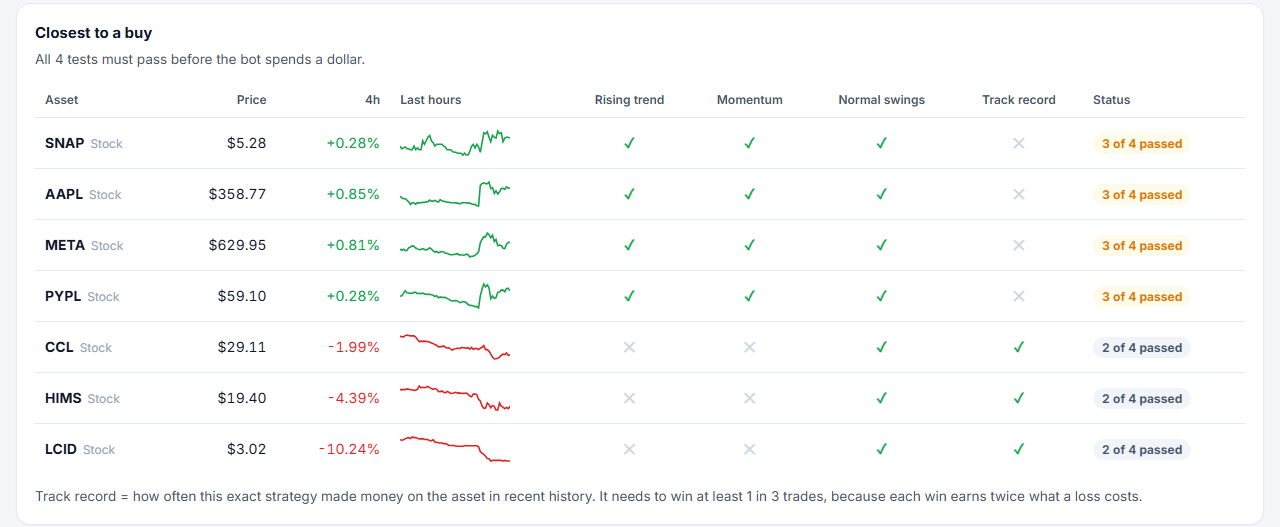 Closest to a buy
All 4 tests must pass before the bot spends a dollar.
Asset Price 4h Last hours Rising trend Momentum Normal swings Track record Status
SNAP Stock $5.28 +0.28% ✓ ✓ ✓ ✕ 3 of 4 passed
AAPL Stock $358.77 +0.85% ✓ ✓ ✓ ✕ 3 of 4 passed
META Stock $629.95 +0.81% ✓ ✓ ✓ ✕ 3 of 4 passed
PYPL Stock $59.10 +0.28% ✓ ✓ ✓ ✕ 3 of 4 passed
CCL Stock $29.11 -1.99% ✕ ✕ ✓ ✓ 2 of 4 passed
HIMS Stock $19.40 -4.39% ✕ ✕ ✓ ✓ 2 of 4 passed
LCID Stock $3.02 -10.24% ✕ ✕ ✓ ✓ 2 of 4 passed
Track record = how often this exact strategy made money on the asset in recent history. It needs to win at least 1 in 3 trades, because each win earns twice what a loss costs.